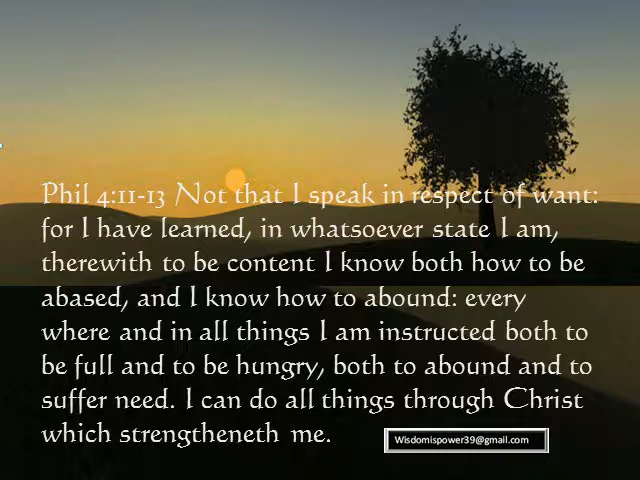 Phil 4:11-13 Not that I speak in respect of want:
for I have learned, in whatsoever state I am,
therewith to be content I know both how to be
abased, and I know how to abound: every
where and in all things I am instructed both to
be full and to be hungry, both to abound and to
suffer need. I can do all things through Christ
which strengtheneth me.
Wisdomispower39@gmail.com